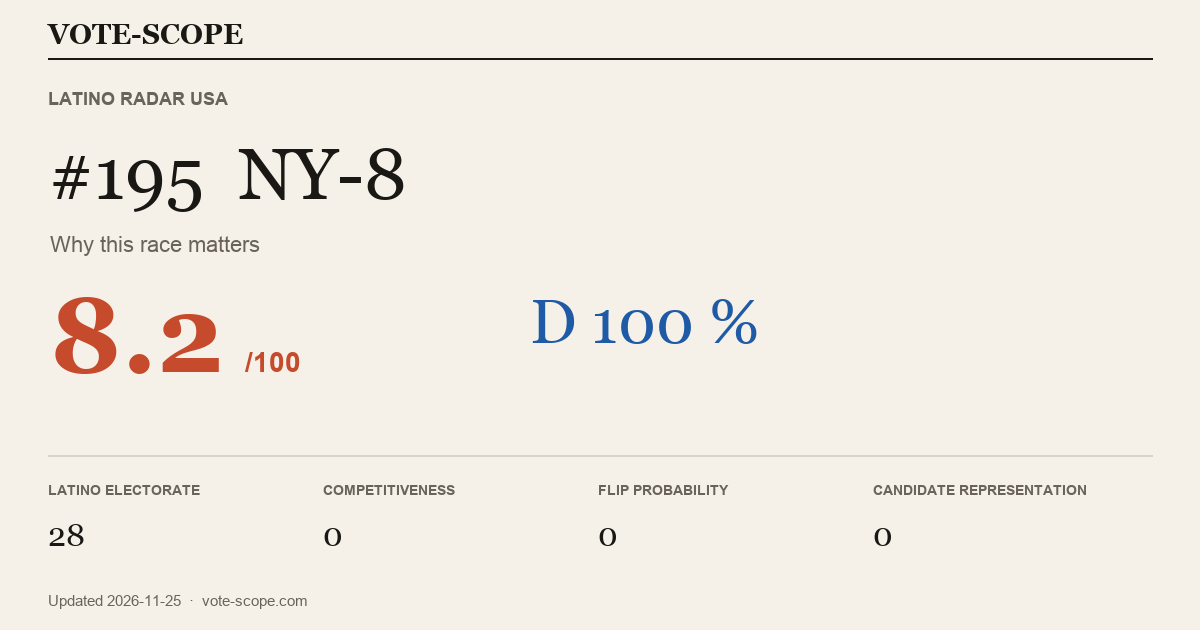 VOTE-SCOPE
LATINO RADAR USA
#195 NY-8
Why this race matters
8.2 /100
D 100 %
LATINO ELECTORATE
COMPETITIVENESS
FLIP PROBABILITY
CANDIDATE REPRESENTATION
28
0
0
0
Updated 2026-11-25 · vote-scope.com